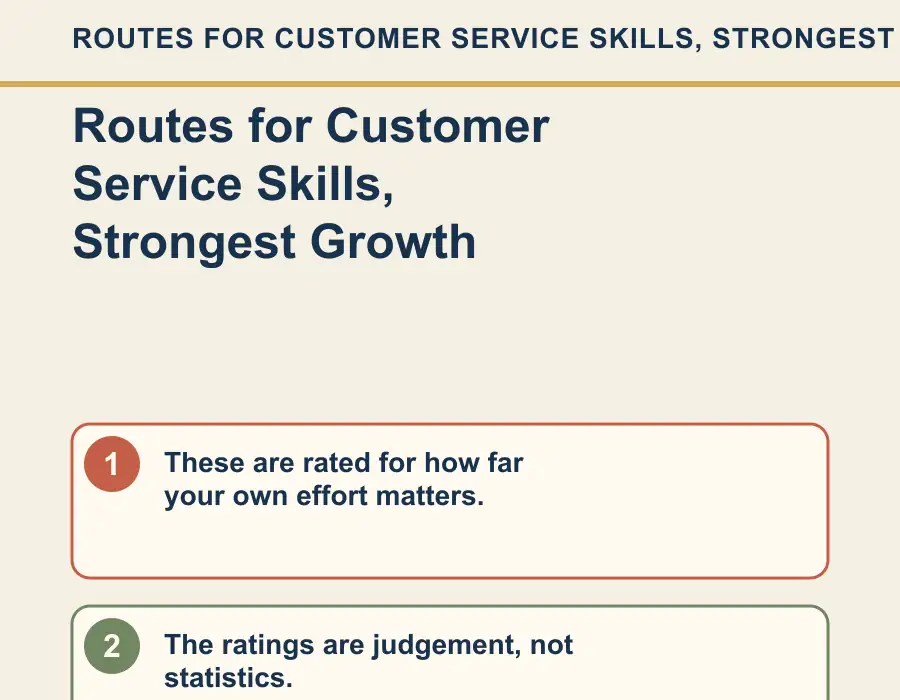 ROUTES FOR CUSTOMER SERVICE SKILLS, STRONGEST
Routes for Customer
Service Skills,
Strongest Growth
1
These are rated for how far
your own effort matters.
2
The ratings are judgement, not
statistics.